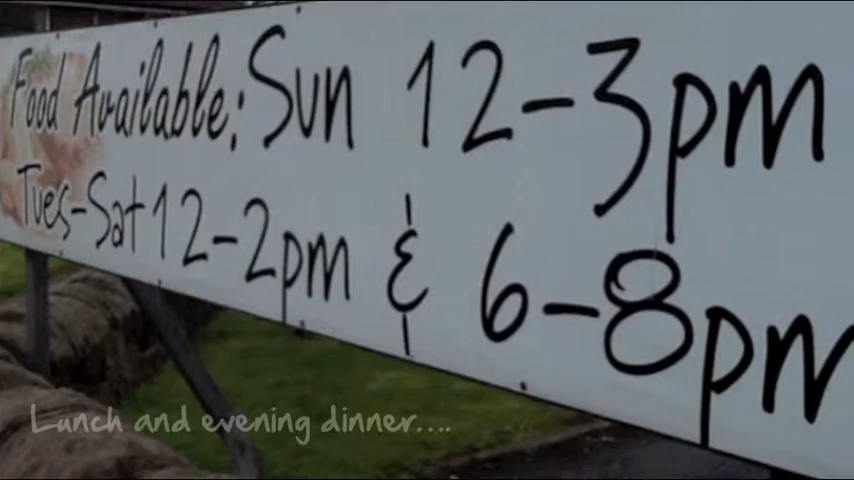 Food Available: Sun 12-3pm
Tues-Sat 12-2pm & 6-8pm
Lunch and evening dinner....